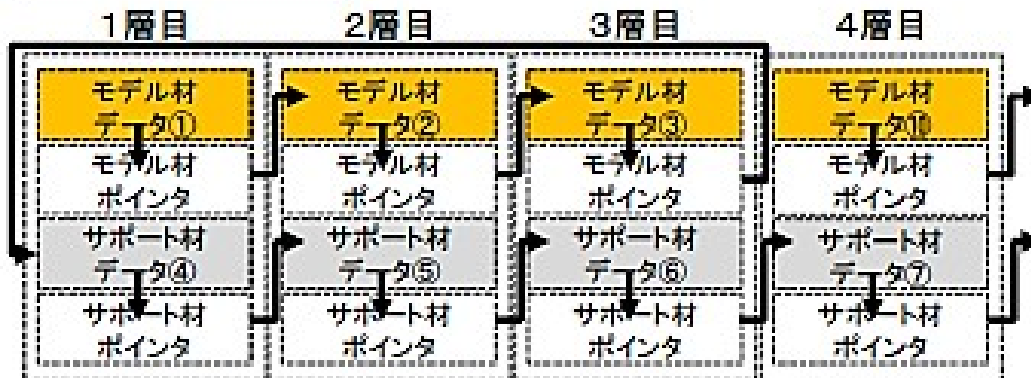 1層目 2層目 3層目 4層目
モデル材 モデル材 モデル材 モデル材
データ① データ② データ③ データ⑩
モデル材 モデル材 モデル材 モデル材
ポインタ ポインタ ポインタ ポインタ
サポート材 サポート材 サポート材 サポート材
データ④ データ⑤ データ⑥ データ⑦
サポート材 サポート材 サポート材 サポート材
ポインタ ポインタ ポインタ ポインタ